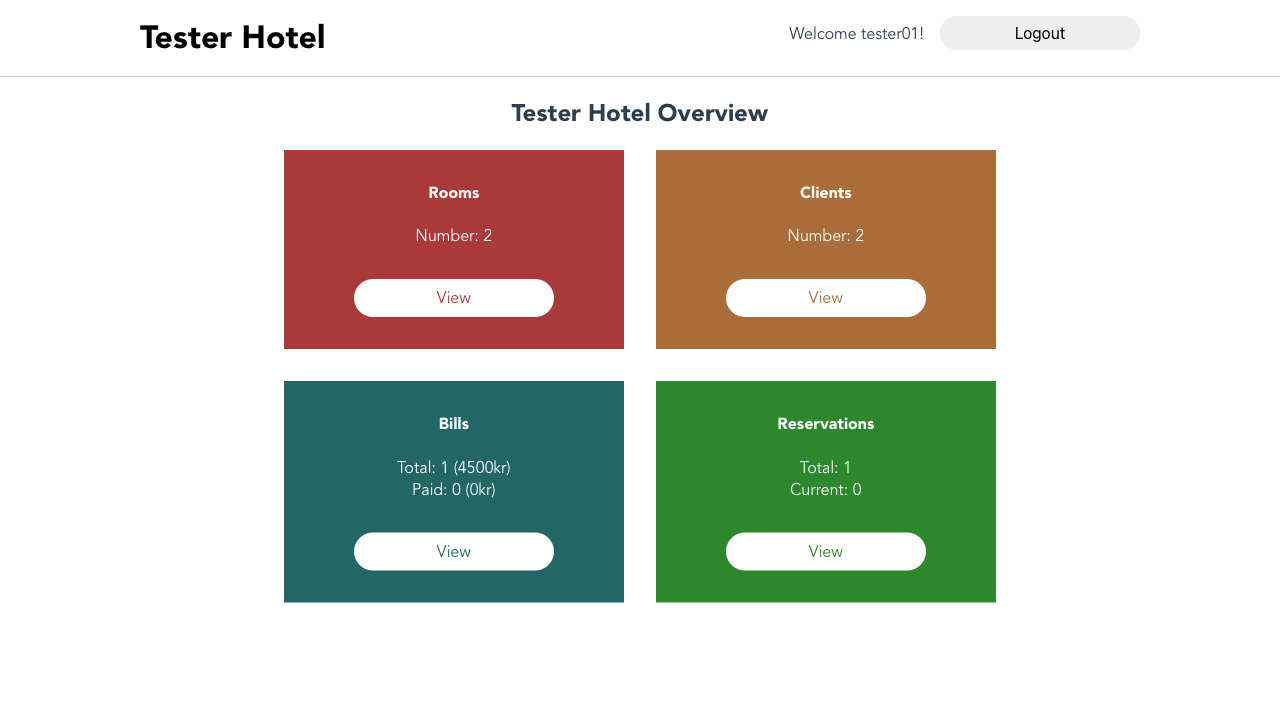 Tester Hotel
Welcome tester01!
Logout
Tester Hotel Overview
Rooms
Number: 2
View
Clients
Number: 2
View
Bills
Total: 1 (4500kr)
Paid: 0 (0kr)
View
Reservations
Total: 1
Current: 0
View